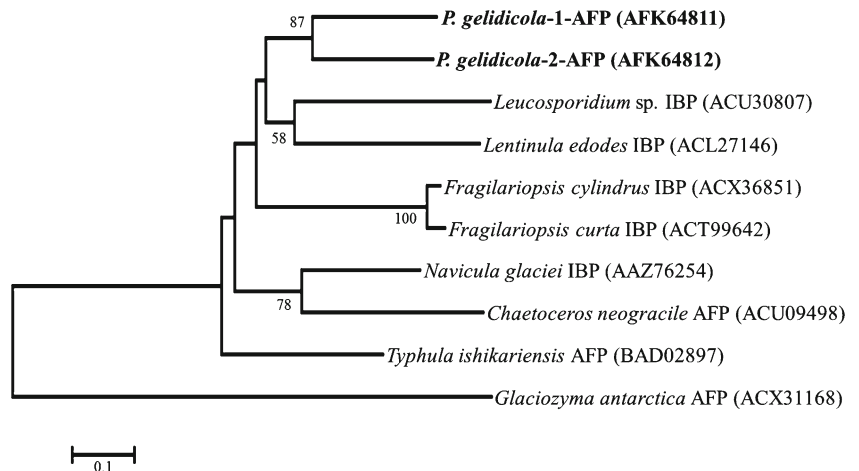 87
P. gelidicola-1-AFP (AFK64811)
P. gelidicola-2-AFP (AFK64812)
Leucosporidium sp. IBP (ACU30807)
58
Lentinula edodes IBP (ACL27146)
Fragilariopsis cylindrus IBP (ACX36851)
100
Fragilariopsis curta IBP (ACT99642)
Navicula glaciei IBP (AAZ76254)
78
Chaetoceros neogracile AFP (ACU09498)
Typhula ishikariensis AFP (BAD02897)
Glaciozyma antarctica AFP (ACX31168)
0.1